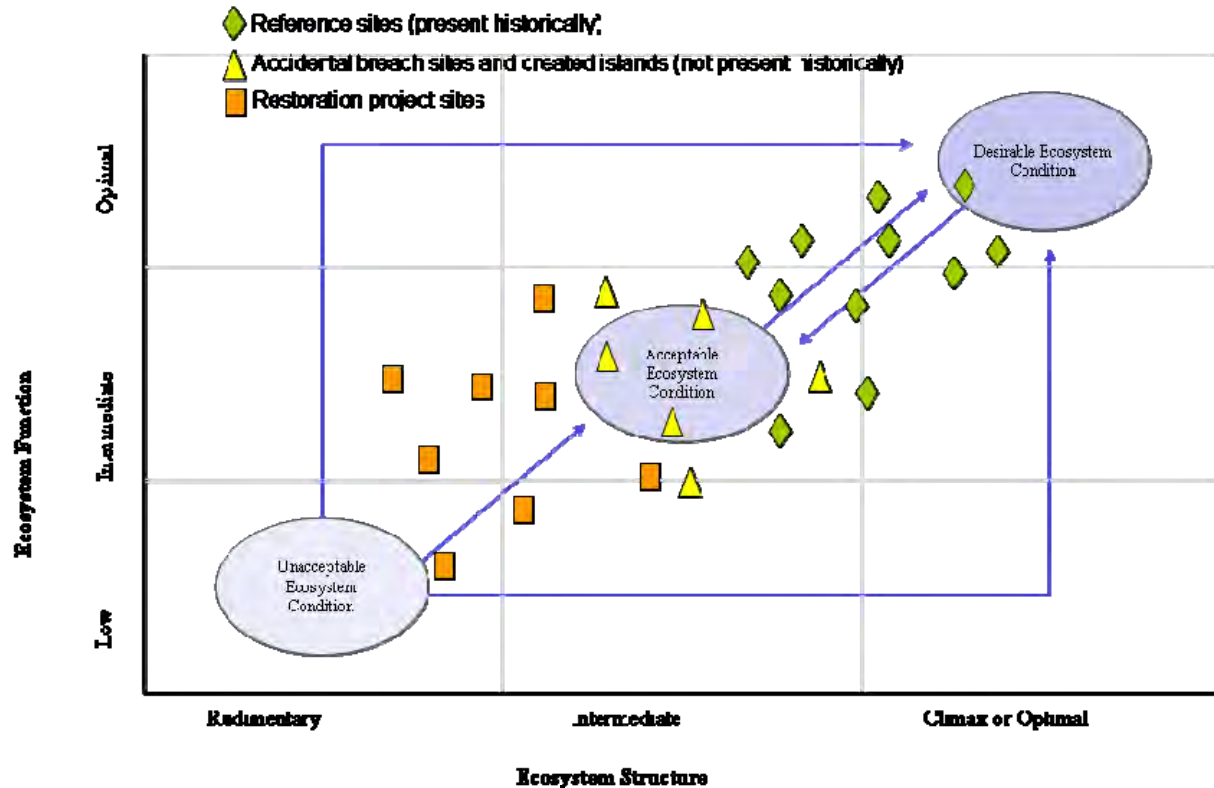 Reference sites (present historically)
Accidental breach sites and created islands (not present historically)
Restoration project sites
Optimal
Desirable Ecosystem
Condition
Ecosystem Function
Intermediate
Acceptable
Ecosystem
Condition
Unacceptable
Ecosystem
Condition
Low
Rudimentary
Intermediate
Climax or Optimal
Ecosystem Structure